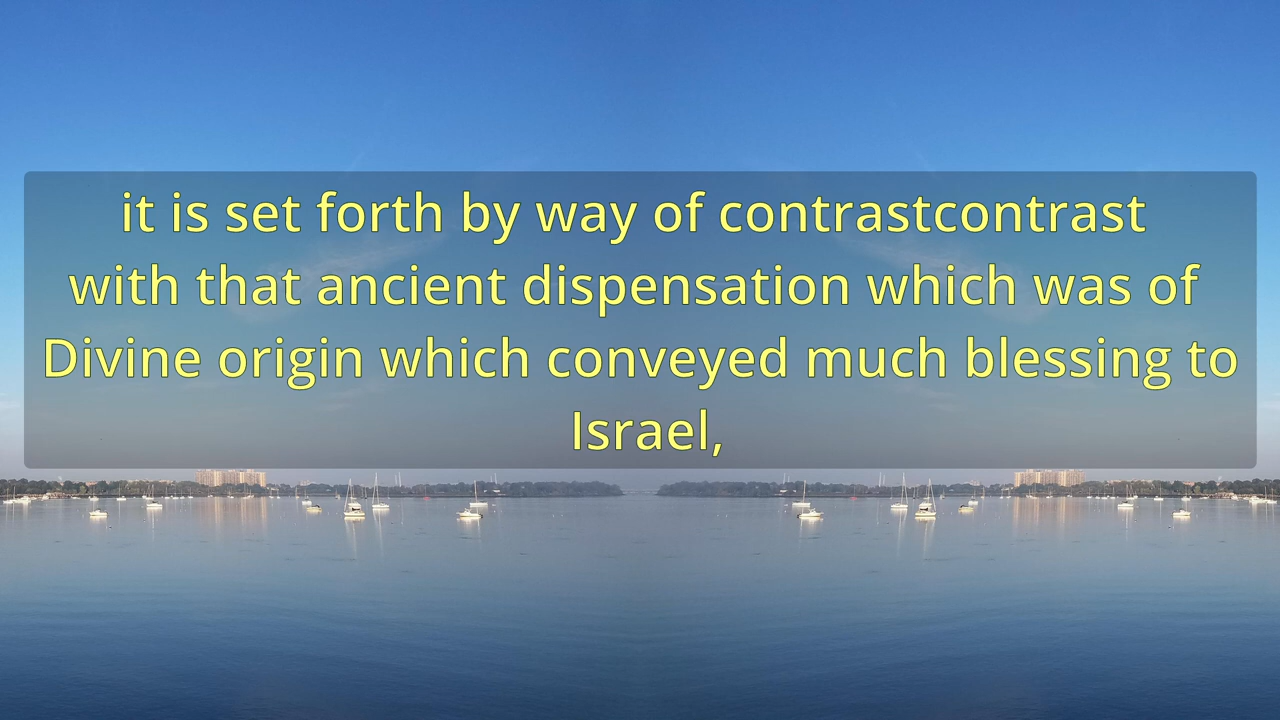 it is set forth by way of contrastcontrast
with that ancient dispensation which was of
Divine origin which conveyed much blessing to
Israel,